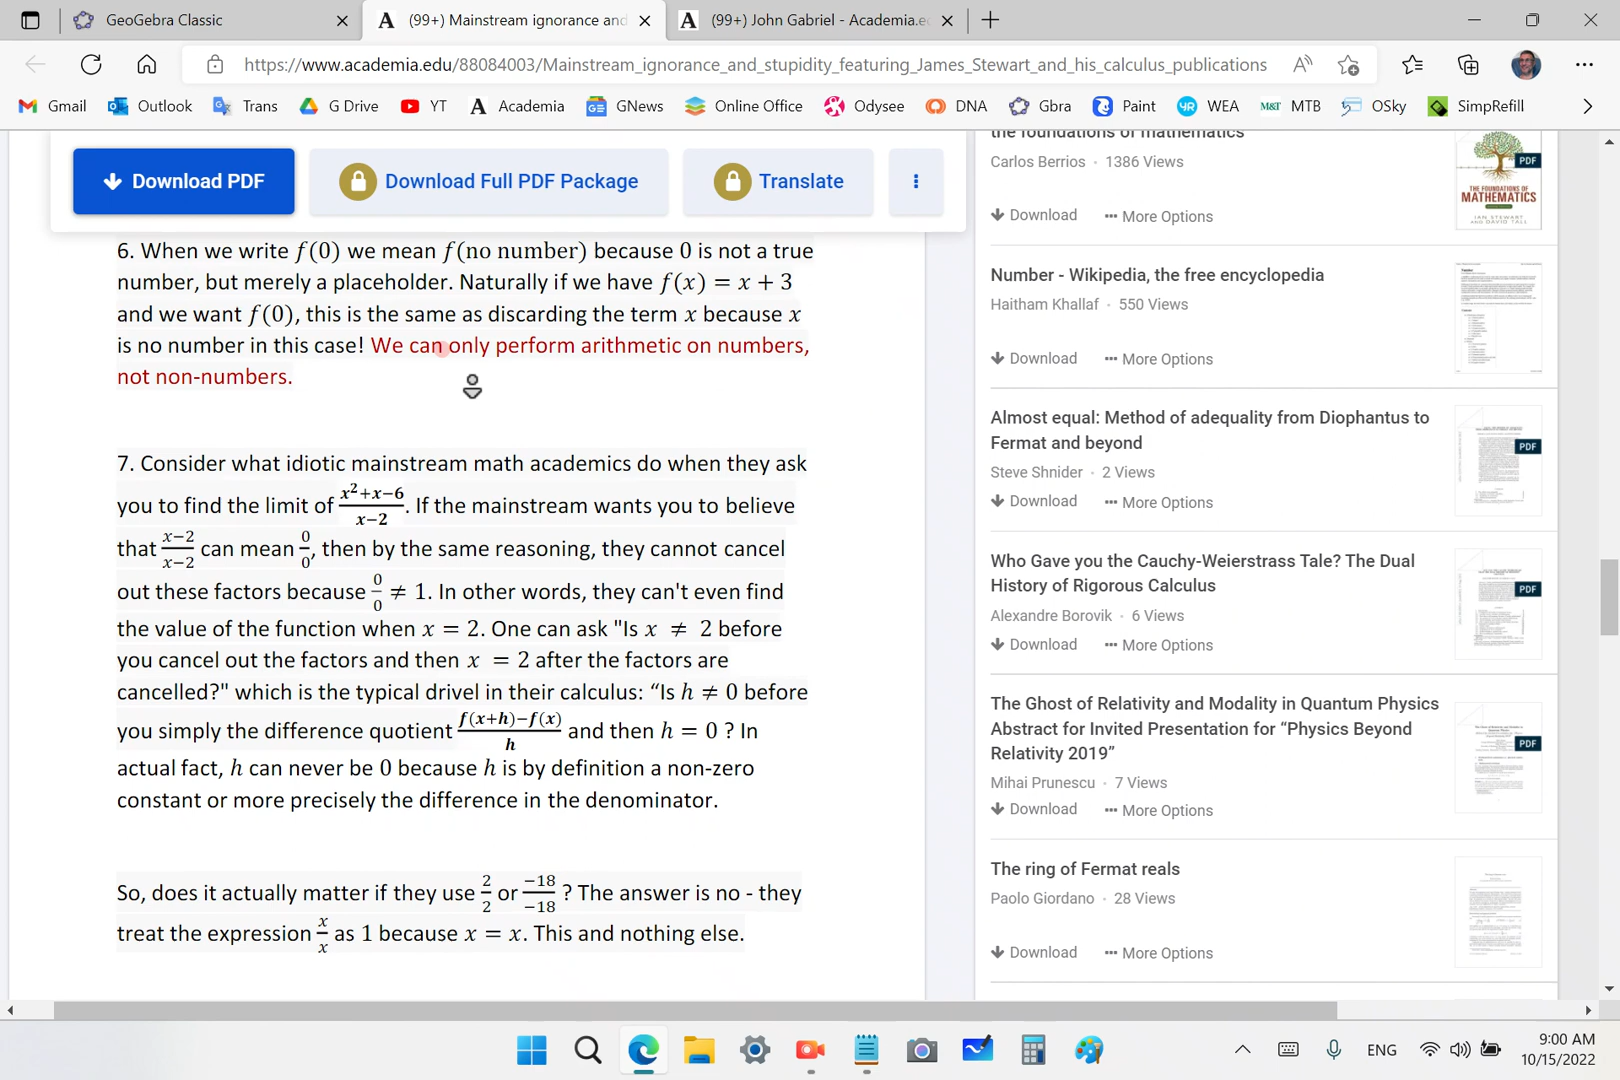 GeoGebra Classic
(99+) Mainstream ignorance and
(99+) John Gabriel - Academia.e
https://www.academia.edu/88084003/Mainstream_ignorance_and_stupidity_featuring_James_Stewart_and_his_calculus_publications
Gmail Outlook Trans G Drive YT Academia GNews Online Office Odysee DNA Gbra Paint WEA MTB OSky SimpRefill
Download PDF
Download Full PDF Package
Translate
6. When we write f(0) we mean f(no number) because 0 is not a true
number, but merely a placeholder. Naturally if we have f(x) = x + 3
and we want f(0), this is the same as discarding the term x because x
is no number in this case! We can only perform arithmetic on numbers,
not non-numbers.
7. Consider what idiotic mainstream math academics do when they ask
you to find the limit of (x²+x−6)/(x−2). If the mainstream wants you to believe
that (x−2)/(x−2) can mean 0/0, then by the same reasoning, they cannot cancel
out these factors because 0/0 ≠ 1. In other words, they can't even find
the value of the function when x = 2. One can ask "Is x ≠ 2 before
you cancel out the factors and then x = 2 after the factors are
cancelled?" which is the typical drivel in their calculus: “Is h ≠ 0 before
you simply the difference quotient (f(x+h)−f(x))/h and then h = 0 ? In
actual fact, h can never be 0 because h is by definition a non-zero
constant or more precisely the difference in the denominator.
So, does it actually matter if they use 2/2 or −18/−18 ? The answer is no - they
treat the expression x/x as 1 because x = x. This and nothing else.
the foundations of mathematics
Carlos Berrios · 1386 Views
Download ··· More Options
PDF
THE FOUNDATIONS OF
MATHEMATICS
IAN STEWART AND DAVID TALL
Number - Wikipedia, the free encyclopedia
Haitham Khallaf · 550 Views
Download ··· More Options
Almost equal: Method of adequality from Diophantus to
Fermat and beyond
Steve Shnider · 2 Views
Download ··· More Options
PDF
Who Gave you the Cauchy-Weierstrass Tale? The Dual
History of Rigorous Calculus
Alexandre Borovik · 6 Views
Download ··· More Options
PDF
The Ghost of Relativity and Modality in Quantum Physics
Abstract for Invited Presentation for “Physics Beyond
Relativity 2019”
Mihai Prunescu · 7 Views
Download ··· More Options
PDF
The ring of Fermat reals
Paolo Giordano · 28 Views
Download ··· More Options
ENG
9:00 AM
10/15/2022